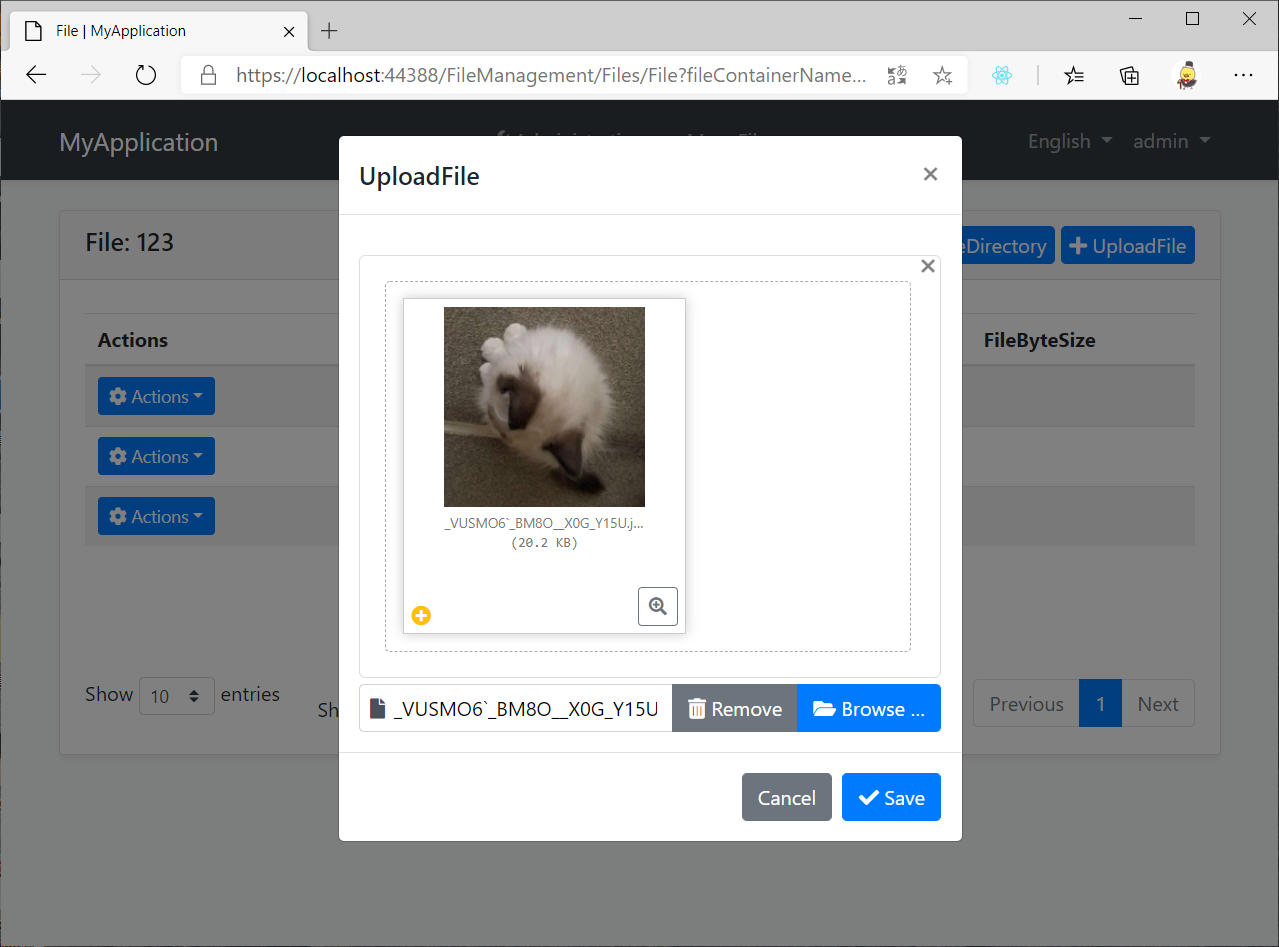 File | MyApplication
https://localhost:44388/FileManagement/Files/File?fileContainerName...
MyApplication
English
admin
UploadFile
File: 123
eDirectory
UploadFile
Actions
FileByteSize
Actions
Actions
Actions
_VUSMO6`_BM8O__X0G_Y15U.j...
(20.2 KB)
Show 10 entries
Sh
_VUSMO6`_BM8O__X0G_Y15U
Remove
Browse ...
Previous
1
Next
Cancel
Save